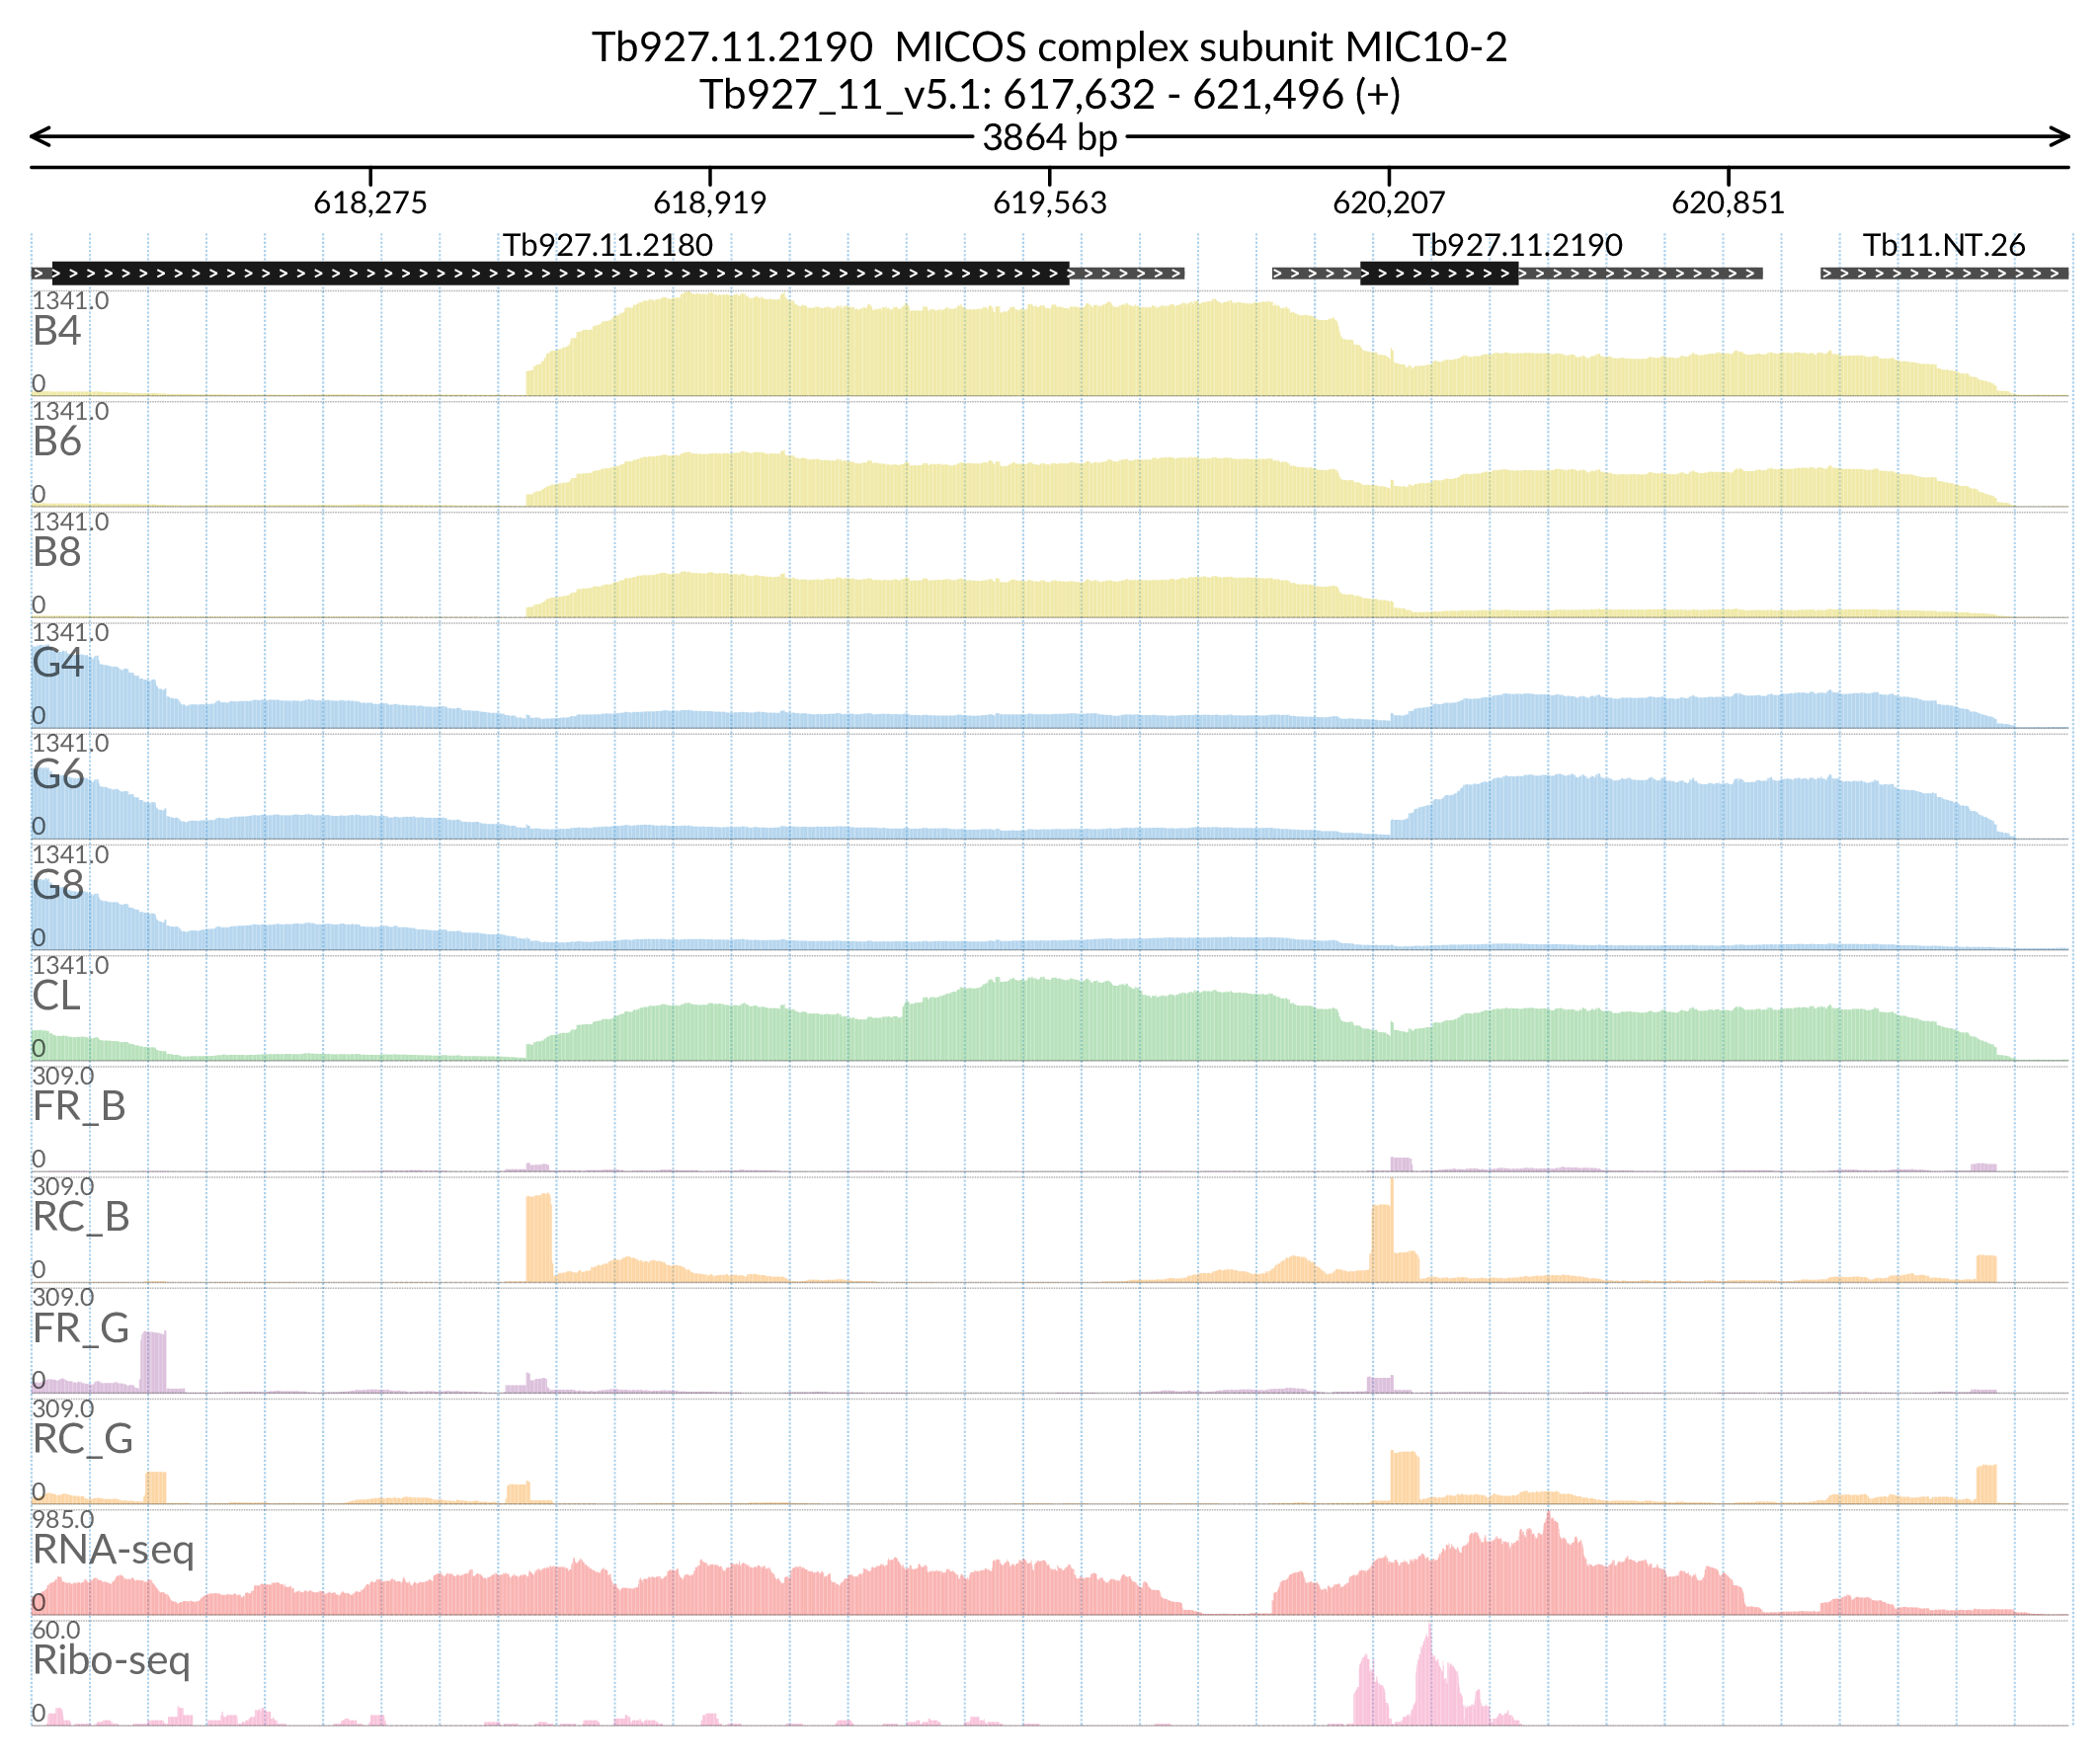 Tb927.11.2190 MICOS complex subunit MIC10-2
Tb927_11_v5.1: 617,632 - 621,496 (+)
3864 bp
618,275 618,919 619,563 620,207 620,851
Tb927.11.2180 Tb927.11.2190 Tb11.NT.26
1341.0
B4
0
1341.0
B6
0
1341.0
B8
0
1341.0
G4
0
1341.0
G6
0
1341.0
G8
0
1341.0
CL
0
309.0
FR_B
0
309.0
RC_B
0
309.0
FR_G
0
309.0
RC_G
0
985.0
RNA-seq
0
60.0
Ribo-seq
0